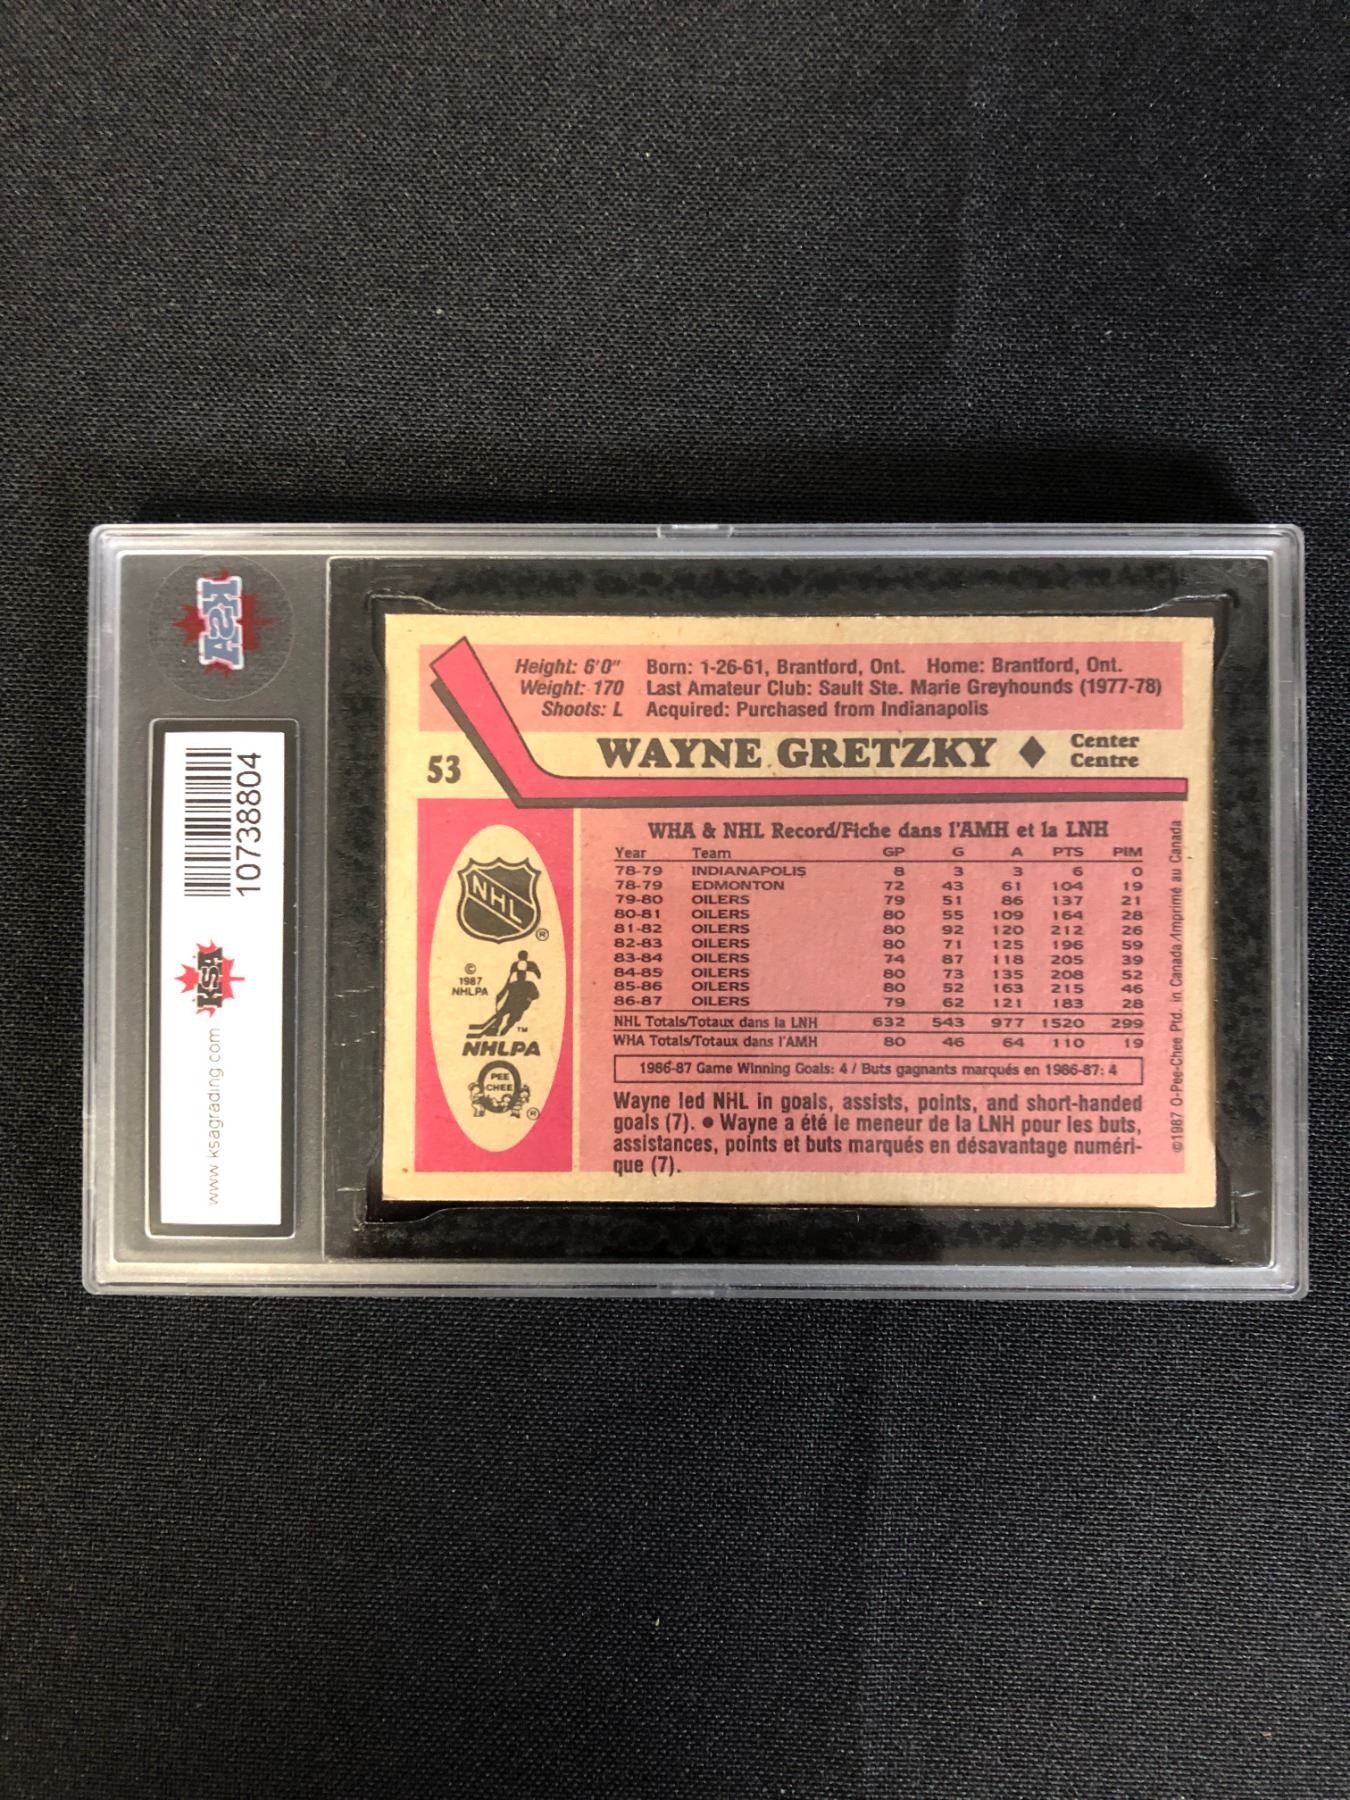 KSA
10738804
KSA
www.ksagrading.com
Height: 6'0" Born: 1-26-61, Brantford, Ont. Home: Brantford, Ont.
Weight: 170 Last Amateur Club: Sault Ste. Marie Greyhounds (1977-78)
Shoots: L Acquired: Purchased from Indianapolis
53
WAYNE GRETZKY ♦ Center
Centre
NHL ®
© 1987 NHLPA
™
NHLPA
O PEE CHEE ®
WHA & NHL Record/Fiche dans l'AMH et la LNH
Year Team GP G A PTS PIM
78-79 INDIANAPOLIS 8 3 3 6 0
78-79 EDMONTON 72 43 61 104 19
79-80 OILERS 79 51 86 137 21
80-81 OILERS 80 55 109 164 28
81-82 OILERS 80 92 120 212 26
82-83 OILERS 80 71 125 196 59
83-84 OILERS 74 87 118 205 39
84-85 OILERS 80 73 135 208 52
85-86 OILERS 80 52 163 215 46
86-87 OILERS 79 62 121 183 28
NHL Totals/Totaux dans la LNH 632 543 977 1520 299
WHA Totals/Totaux dans l'AMH 80 46 64 110 19
1986-87 Game Winning Goals: 4 / Buts gagnants marqués en 1986-87: 4
Wayne led NHL in goals, assists, points, and short-handed
goals (7). ● Wayne a été le meneur de la LNH pour les buts,
assistances, points et buts marqués en désavantage numéri-
que (7).
©1987 O-Pee-Chee Ptd. in Canada/Imprimé au Canada